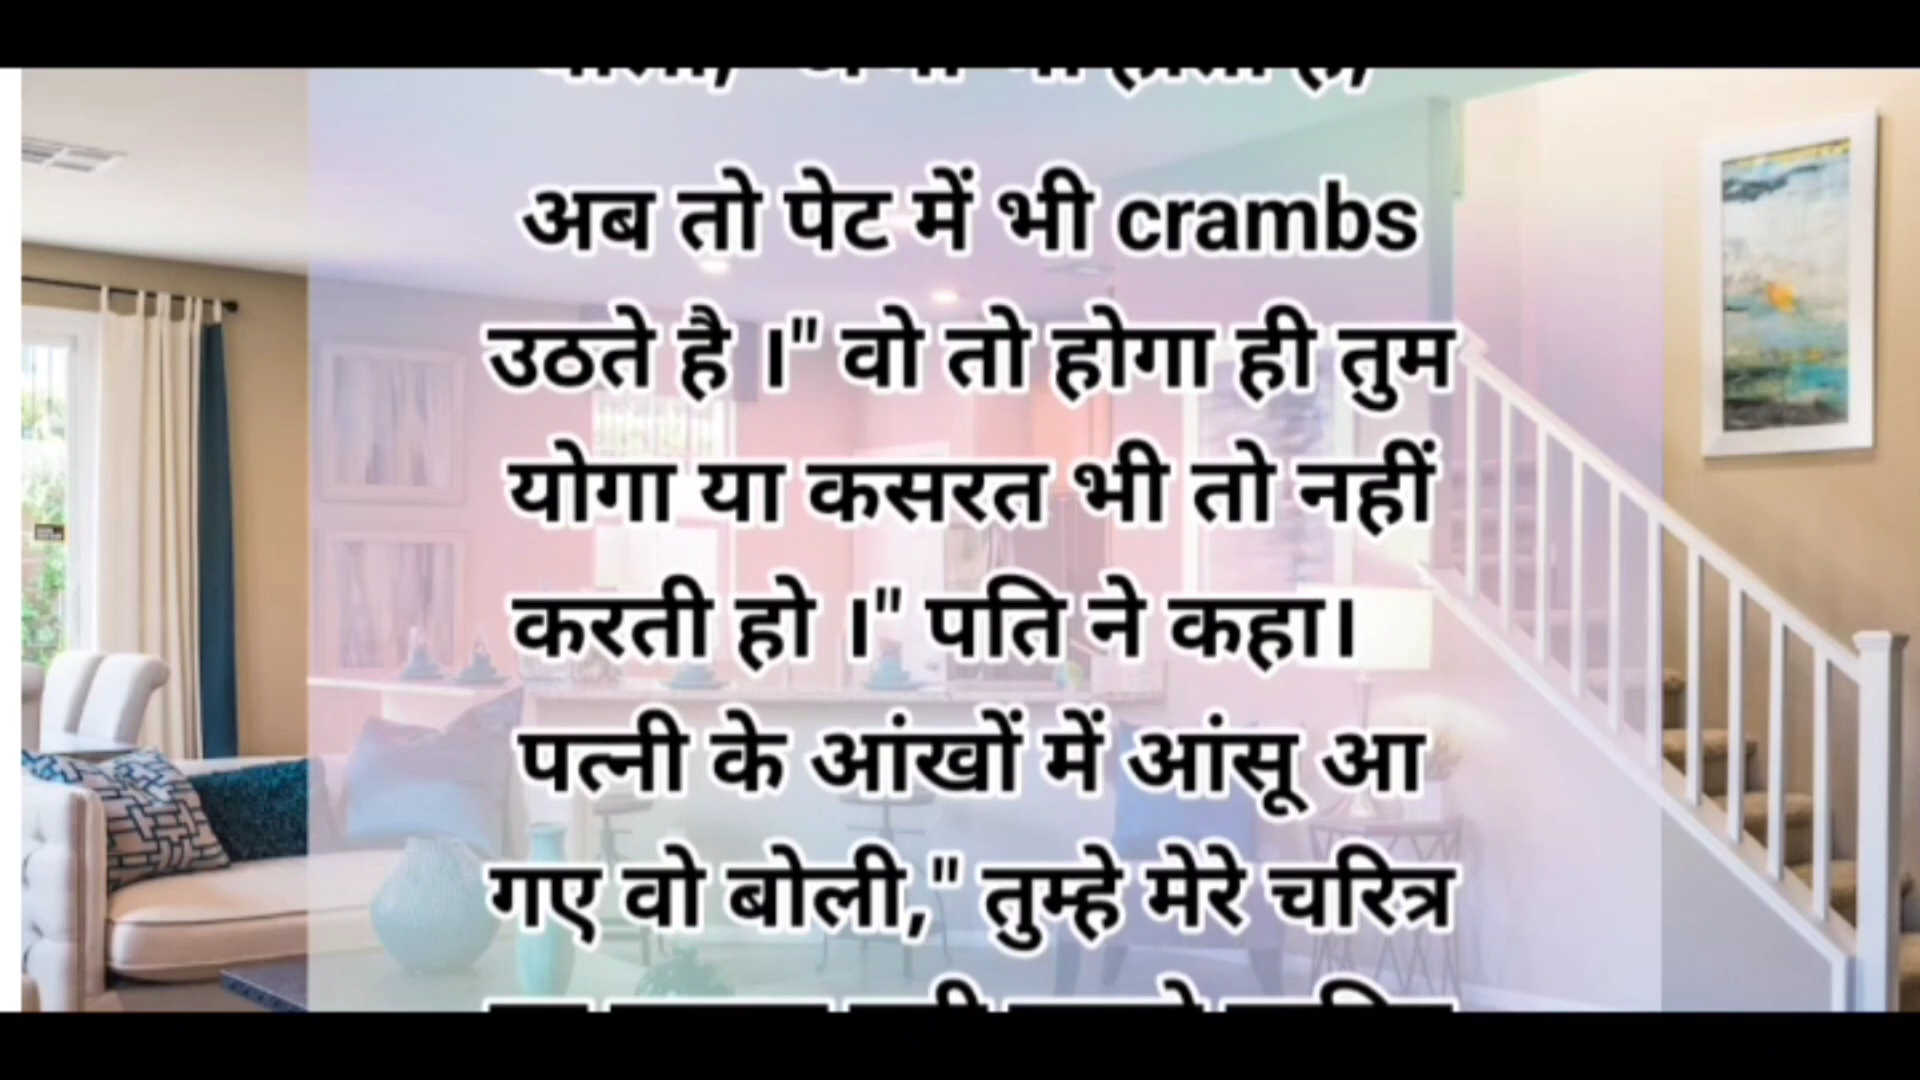 अब तो पेट में भी crambs
उठते है ।" वो तो होगा ही तुम
योगा या कसरत भी तो नहीं
करती हो ।" पति ने कहा।
पत्नी के आंखों में आंसू आ
गए वो बोली," तुम्हे मेरे चरित्र